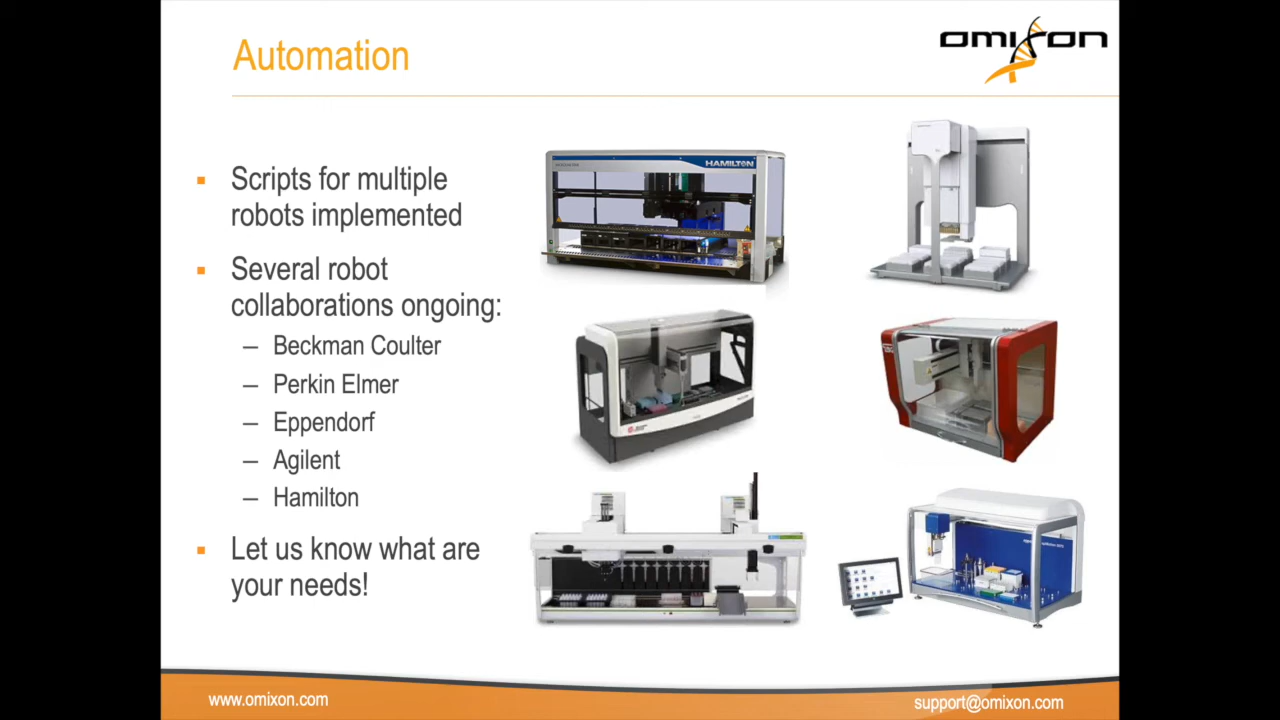 Automation
omixon
Scripts for multiple
robots implemented
Several robot
collaborations ongoing:
– Beckman Coulter
– Perkin Elmer
– Eppendorf
– Agilent
– Hamilton
Let us know what are
your needs!
HAMILTON
www.omixon.com
support@omixon.com